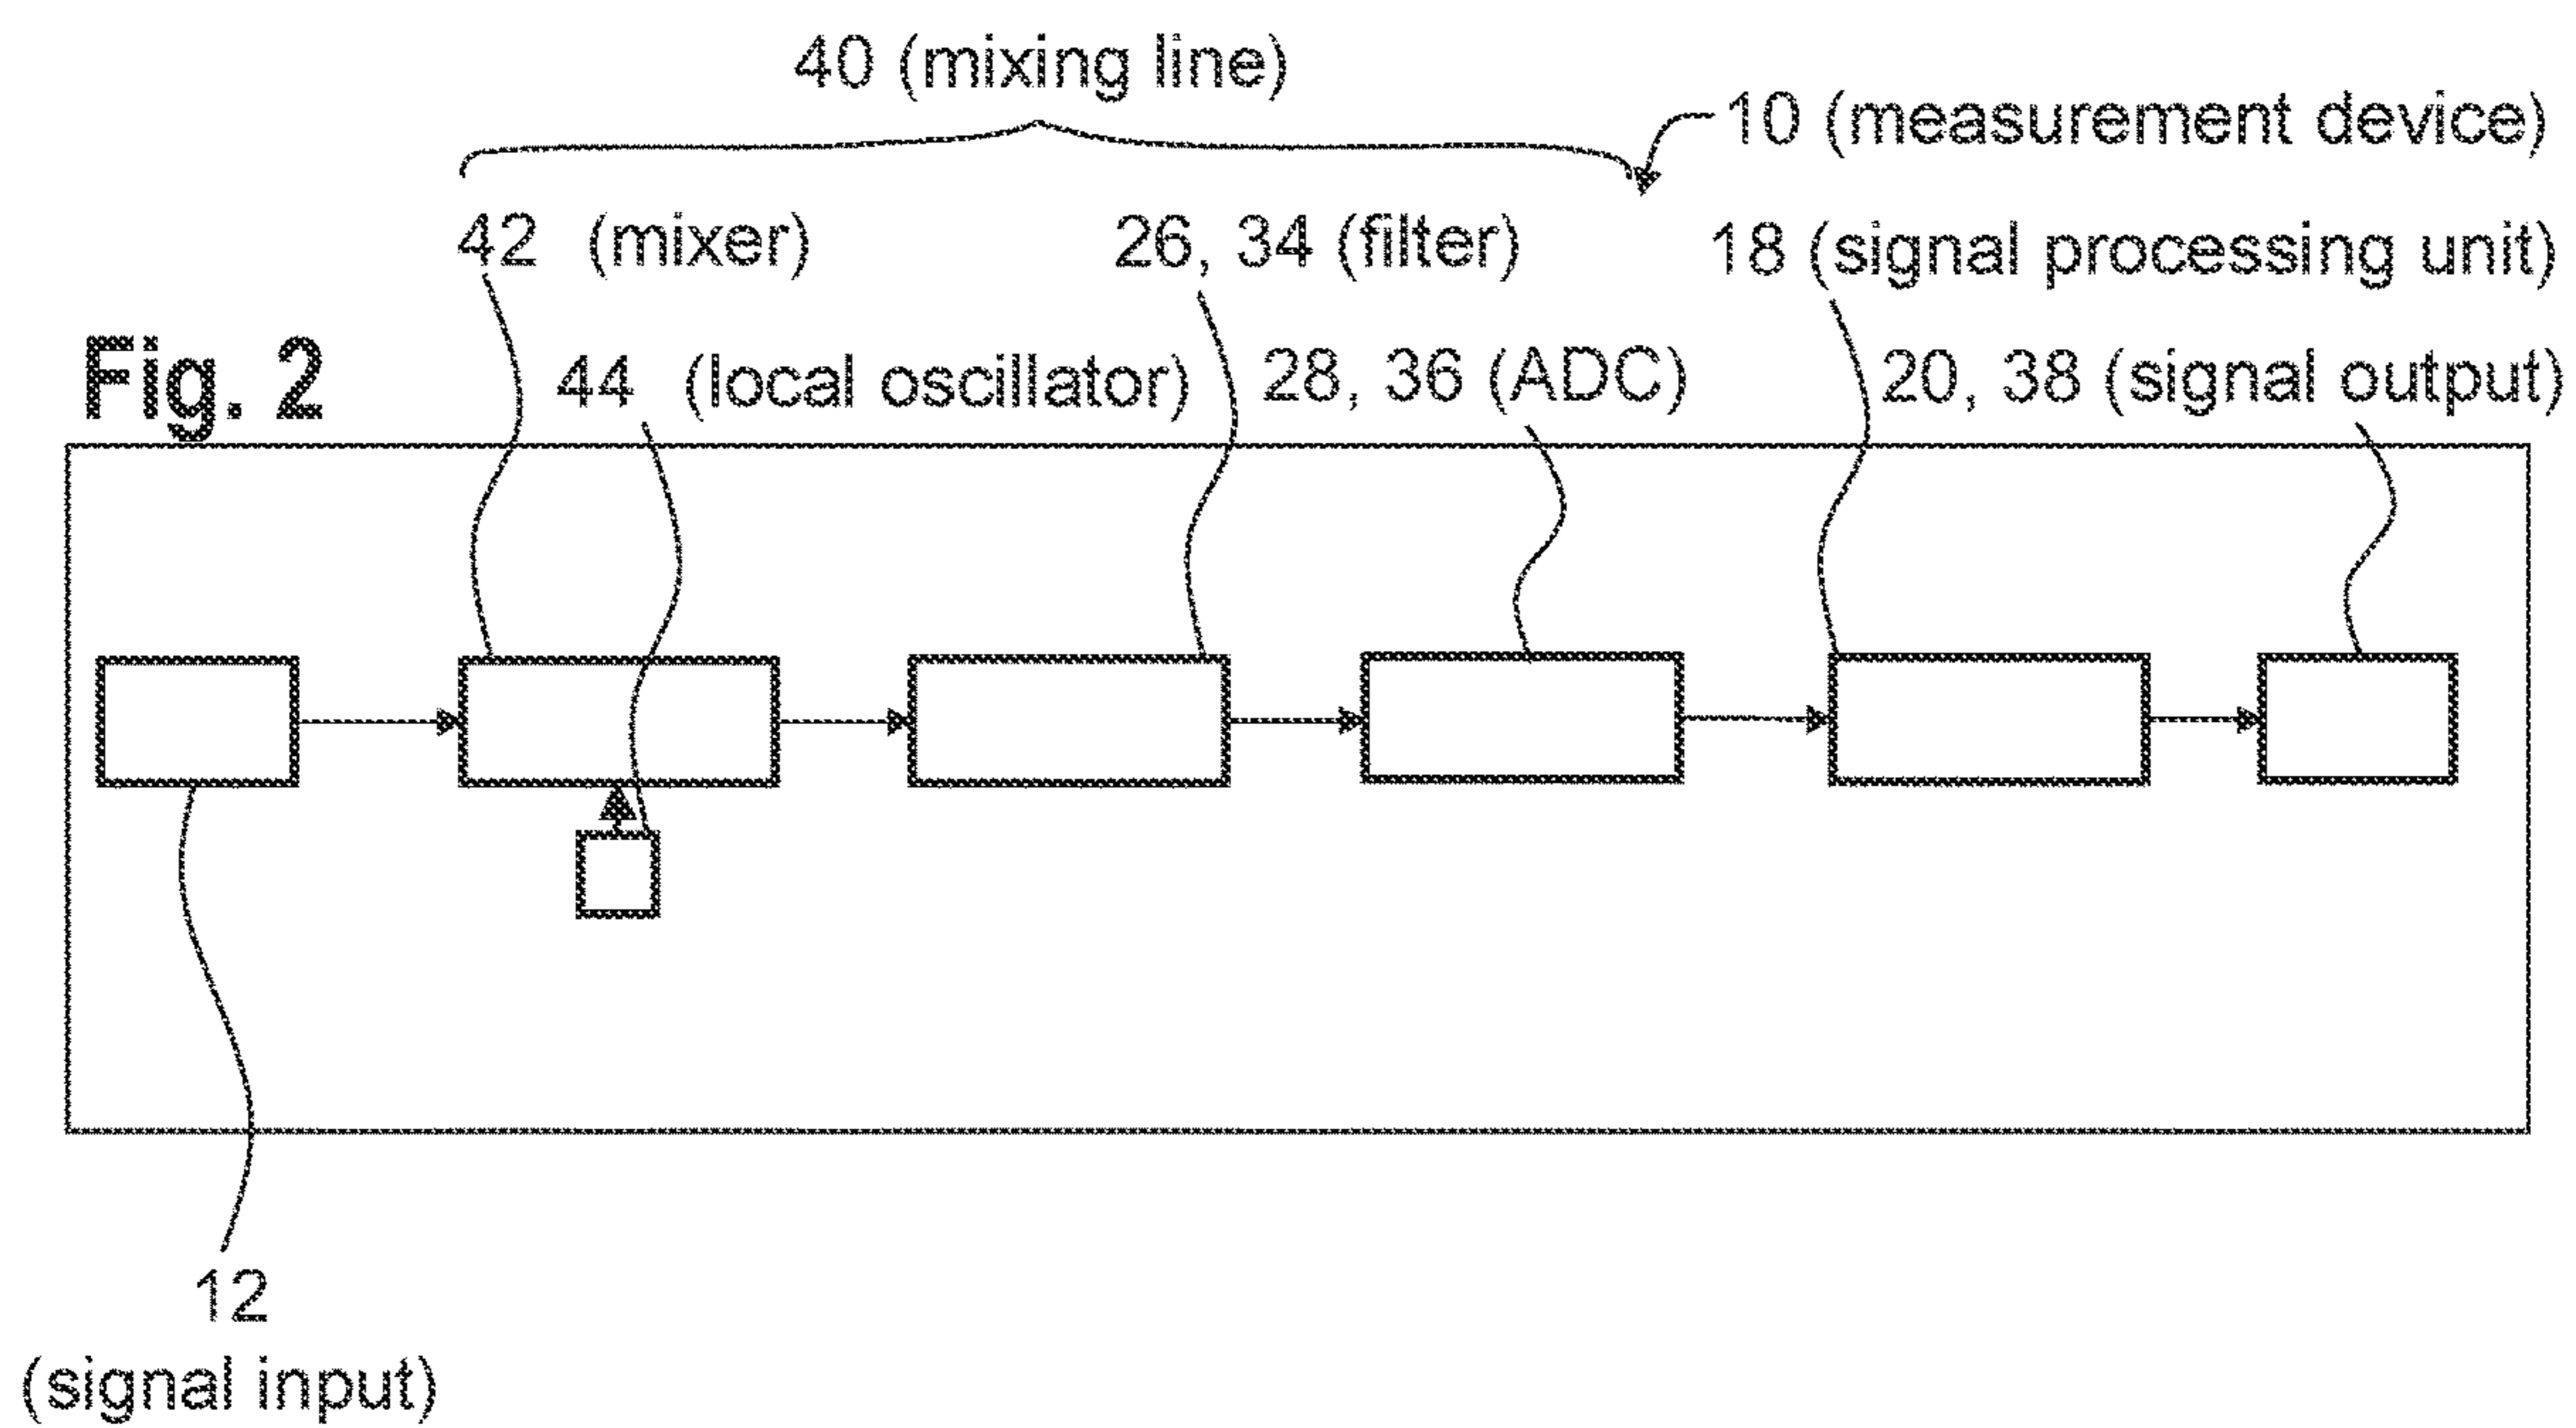 40 (mixing line)
10 (measurement device)
42 (mixer)
26, 34 (filter)
18 (signal processing unit)
Fig. 2
44 (local oscillator)
28, 36 (ADC)
20, 38 (signal output)
12
(signal input)